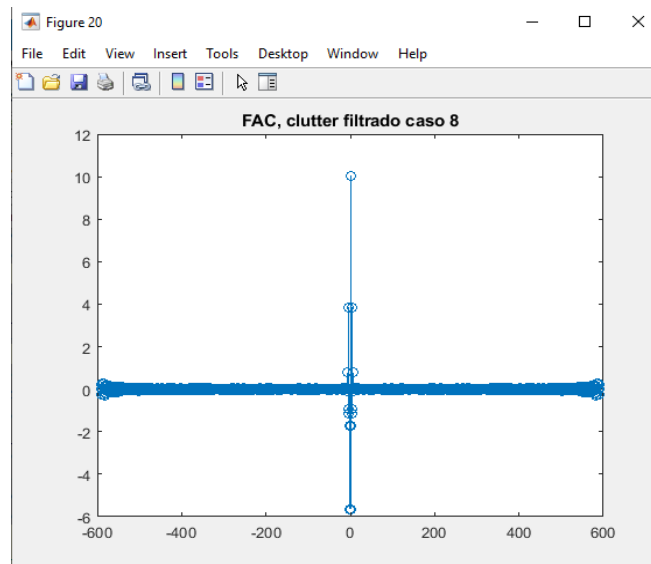 Figure 20
File Edit View Insert Tools Desktop Window Help
FAC, clutter filtrado caso 8
12
10
8
6
4
2
0
-2
-4
-6
-600 -400 -200 0 200 400 600